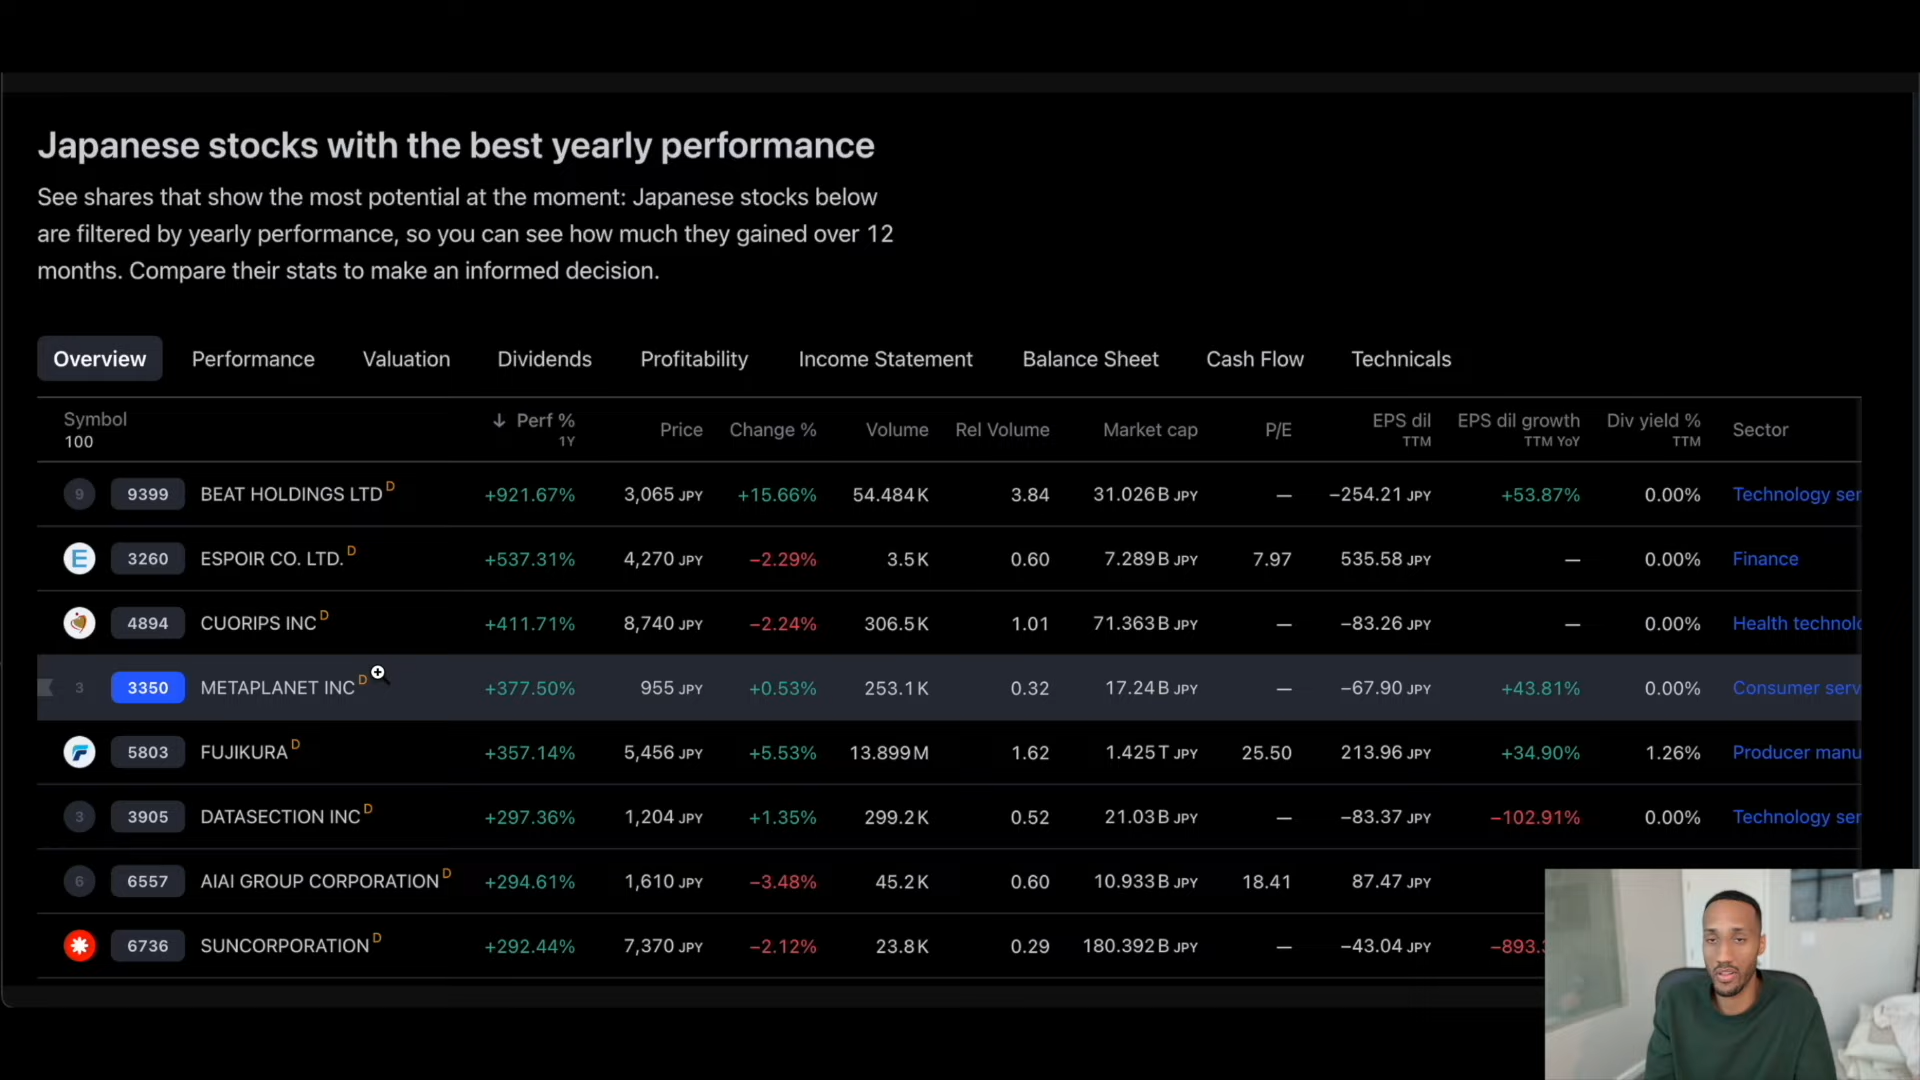 Japanese stocks with the best yearly performance
See shares that show the most potential at the moment: Japanese stocks below
are filtered by yearly performance, so you can see how much they gained over 12
months. Compare their stats to make an informed decision.
Overview Performance Valuation Dividends Profitability Income Statement Balance Sheet Cash Flow Technicals
Symbol 100 ↓ Perf % 1Y Price Change % Volume Rel Volume Market cap P/E EPS dil TTM EPS dil growth TTM YoY Div yield % TTM Sector
9 9399 BEAT HOLDINGS LTD D +921.67% 3,065 JPY +15.66% 54.484K 3.84 31.026B JPY — −254.21 JPY +53.87% 0.00% Technology ser
E 3260 ESPOIR CO. LTD. D +537.31% 4,270 JPY −2.29% 3.5K 0.60 7.289B JPY 7.97 535.58 JPY — 0.00% Finance
4894 CUORIPS INC D +411.71% 8,740 JPY −2.24% 306.5K 1.01 71.363B JPY — −83.26 JPY — 0.00% Health technolo
3 3350 METAPLANET INC D +377.50% 955 JPY +0.53% 253.1K 0.32 17.24B JPY — −67.90 JPY +43.81% 0.00% Consumer serv
5803 FUJIKURA D +357.14% 5,456 JPY +5.53% 13.899M 1.62 1.425T JPY 25.50 213.96 JPY +34.90% 1.26% Producer manu
3 3905 DATASECTION INC D +297.36% 1,204 JPY +1.35% 299.2K 0.52 21.03B JPY — −83.37 JPY −102.91% 0.00% Technology ser
6 6557 AIAI GROUP CORPORATION D +294.61% 1,610 JPY −3.48% 45.2K 0.60 10.933B JPY 18.41 87.47 JPY
6736 SUNCORPORATION D +292.44% 7,370 JPY −2.12% 23.8K 0.29 180.392B JPY — −43.04 JPY −893.